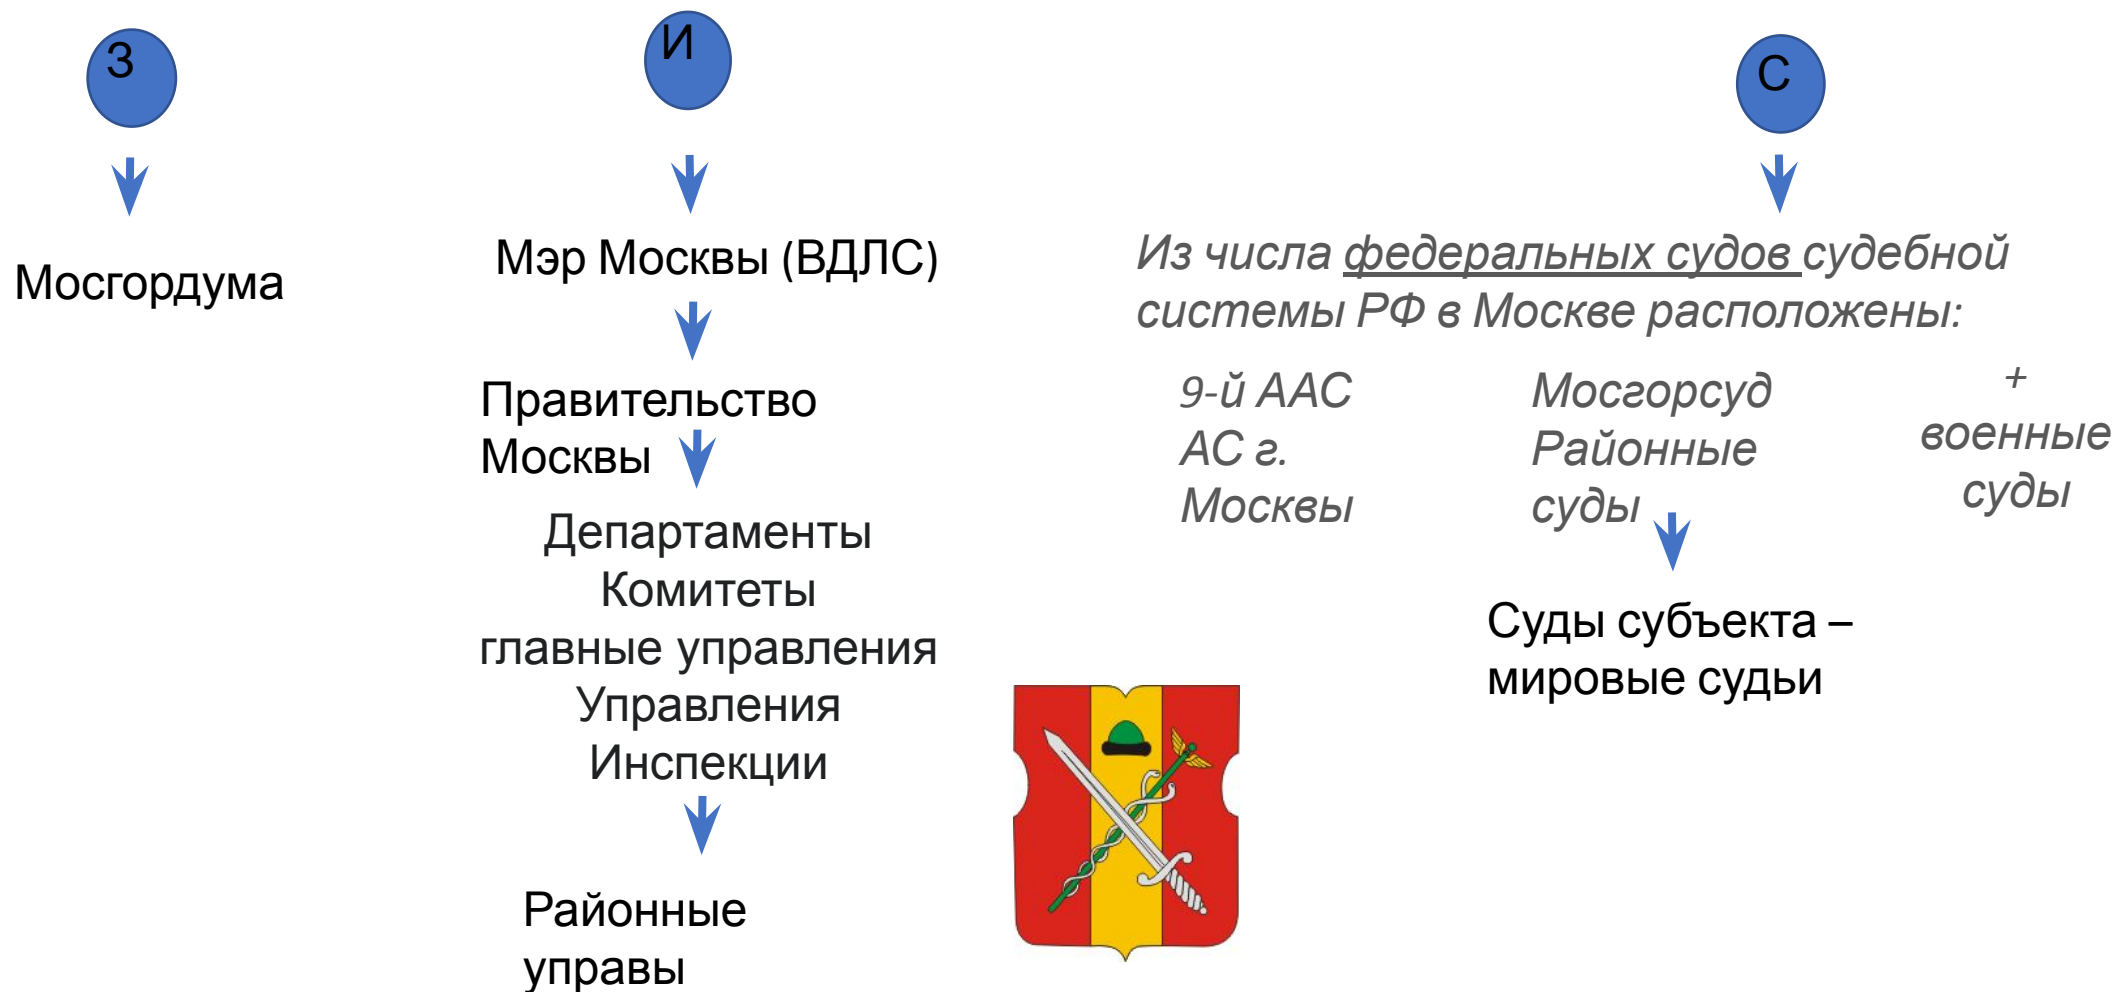 З
Мосгордума
И
Мэр Москвы (ВДЛС)
Правительство
Москвы
Департаменты
Комитеты
главные управления
Управления
Инспекции
Районные
управы
С
Из числа федеральных судов судебной
системы РФ в Москве расположены:
9-й ААС
АС г.
Москвы
Мосгорсуд
Районные
суды
+
военные
суды
Суды субъекта –
мировые судьи